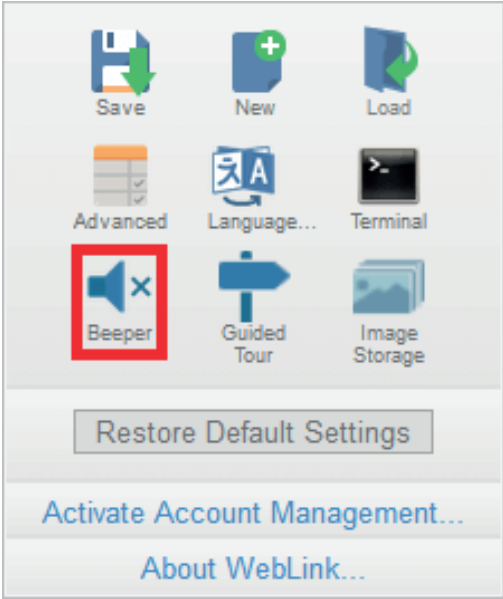 Save
New
Load
Advanced
Language...
Terminal
Beeper
Guided
Tour
Image
Storage
Restore Default Settings
Activate Account Management...
About WebLink...